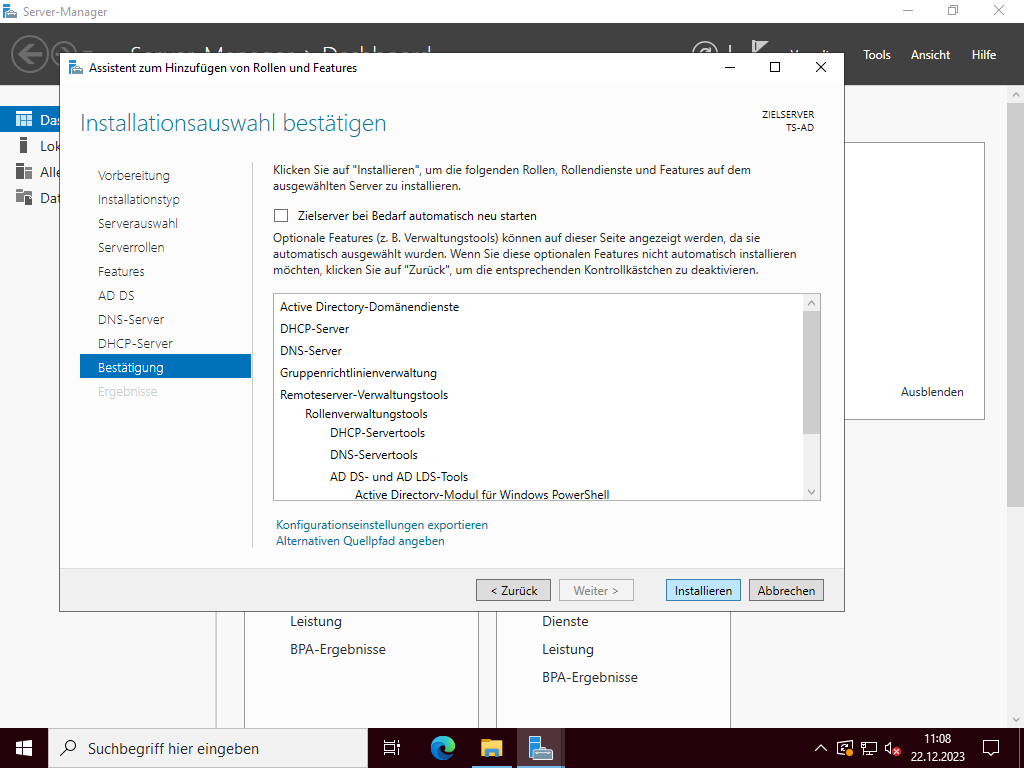 Server-Manager
Tools
Ansicht
Hilfe
Assistent zum Hinzufügen von Rollen und Features
Installationsauswahl bestätigen
ZIELSERVER
TS-AD
Vorbereitung
Installationstyp
Serverauswahl
Serverrollen
Features
AD DS
DNS-Server
DHCP-Server
Bestätigung
Ergebnisse
Klicken Sie auf "Installieren", um die folgenden Rollen, Rollendienste und Features auf dem
ausgewählten Server zu installieren.
Zielserver bei Bedarf automatisch neu starten
Optionale Features (z. B. Verwaltungstools) können auf dieser Seite angezeigt werden, da sie
automatisch ausgewählt wurden. Wenn Sie diese optionalen Features nicht automatisch installieren
möchten, klicken Sie auf "Zurück", um die entsprechenden Kontrollkästchen zu deaktivieren.
Active Directory-Domänendienste
DHCP-Server
DNS-Server
Gruppenrichtlinienverwaltung
Remoteserver-Verwaltungstools
Rollenverwaltungstools
DHCP-Servertools
DNS-Servertools
AD DS- und AD LDS-Tools
Active Directory-Modul für Windows PowerShell
Konfigurationseinstellungen exportieren
Alternativen Quellpfad angeben
< Zurück
Weiter >
Installieren
Abbrechen
Ausblenden
Leistung
BPA-Ergebnisse
Dienste
Leistung
BPA-Ergebnisse
Suchbegriff hier eingeben
11:08
22.12.2023